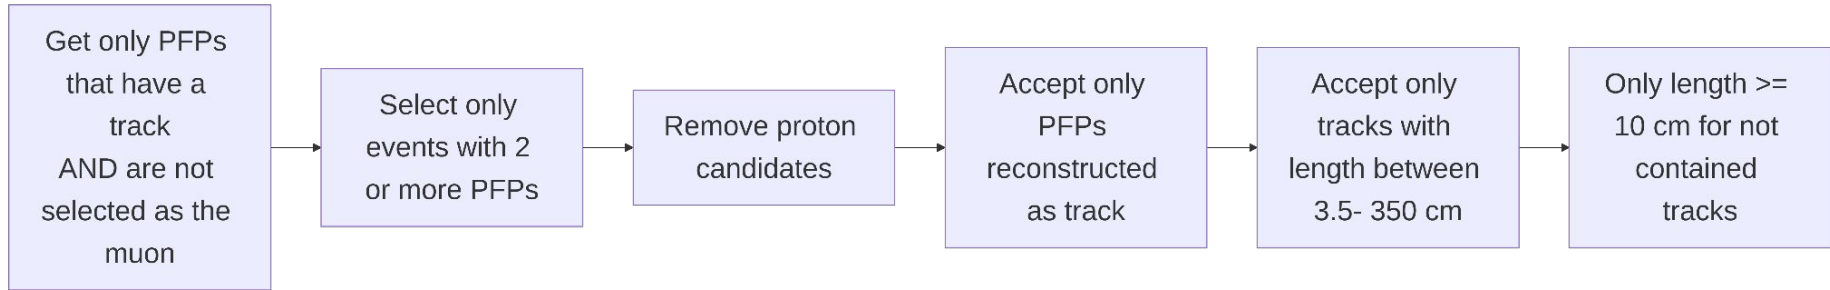 Get only PFPs
that have a
track
AND are not
selected as the
muon
Select only
events with 2
or more PFPs
Remove proton
candidates
Accept only
PFPs
reconstructed
as track
Accept only
tracks with
length between
3.5- 350 cm
Only length >=
10 cm for not
contained
tracks